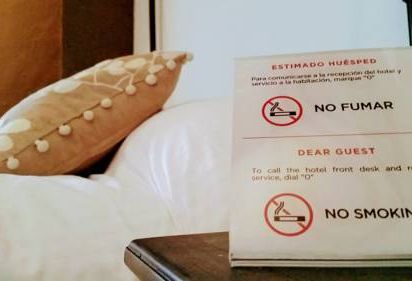 ESTIMADO HUÉSPED
Para comunicarse a la recepción del hotel y
servicio a la habitación, marque "0"
NO FUMAR
DEAR GUEST
To call the hotel front desk and
service, dial "0"
NO SMOKIN